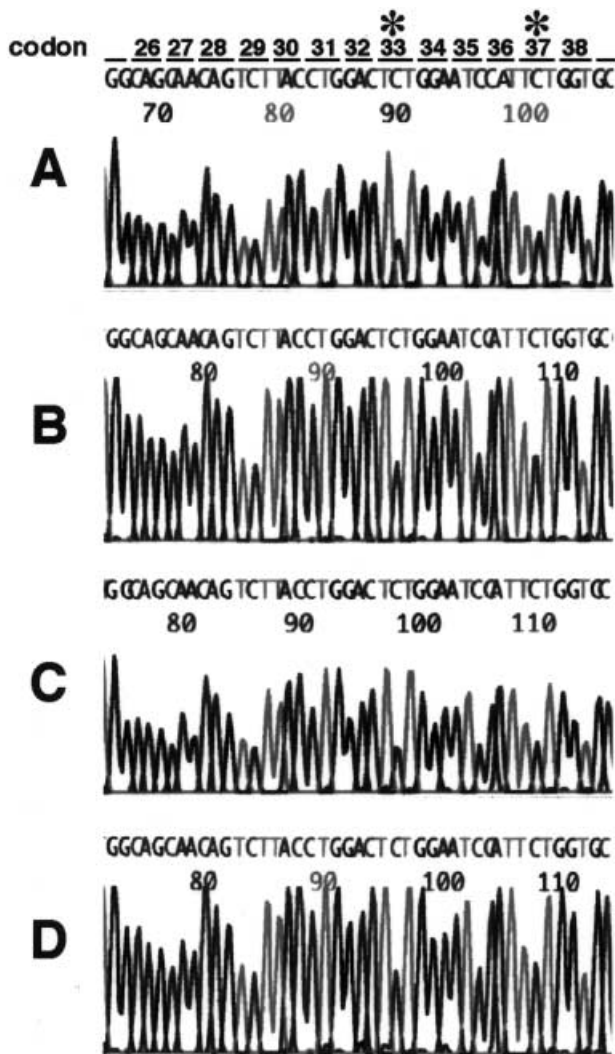 * *
codon 26 27 28 29 30 31 32 33 34 35 36 37 38
GGCAGCAACAGTCTTACCTGGACTCTGGAATCCATTCTGGTGC
70 80 90 100
A
GGCAGCAACAGTCTTACCTGGACTCTGGAATCCATTCTGGTGC
80 90 100 110
B
GGCAGCAACAGTCTTACCTGGACTCTGGAATCCATTCTGGTGC
80 90 100 110
C
GGCAGCAACAGTCTTACCTGGACTCTGGAATCCATTCTGGTGC
80 90 100 110
D